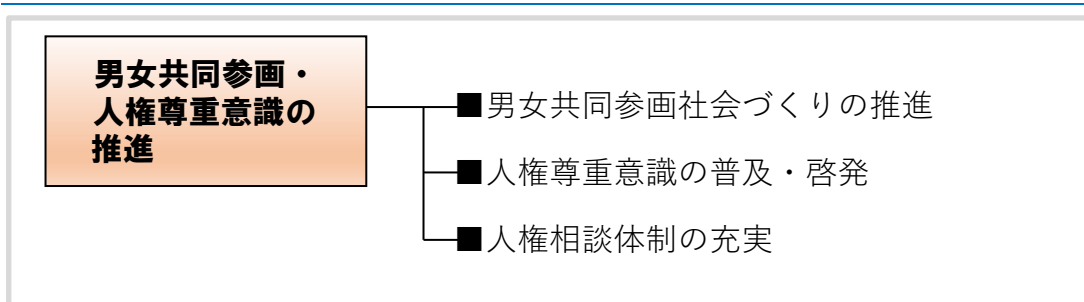 男女共同参画・
人権尊重意識の
推進
■男女共同参画社会づくりの推進
■人権尊重意識の普及・啓発
■人権相談体制の充実